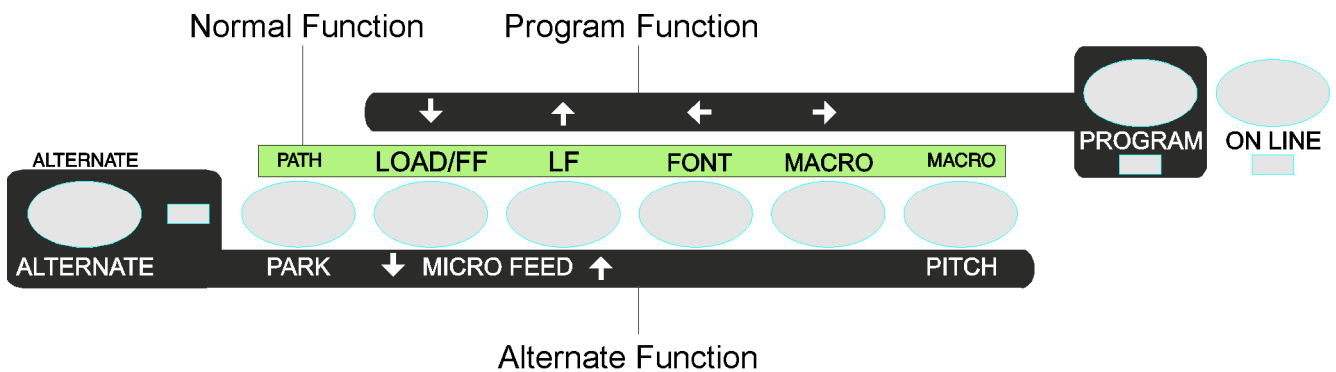 Normal Function Program Function
↓ ↑ ← →
PROGRAM ON LINE
ALTERNATE PATH LOAD/FF LF FONT MACRO MACRO
ALTERNATE PARK ↓ MICRO FEED ↑ PITCH
Alternate Function